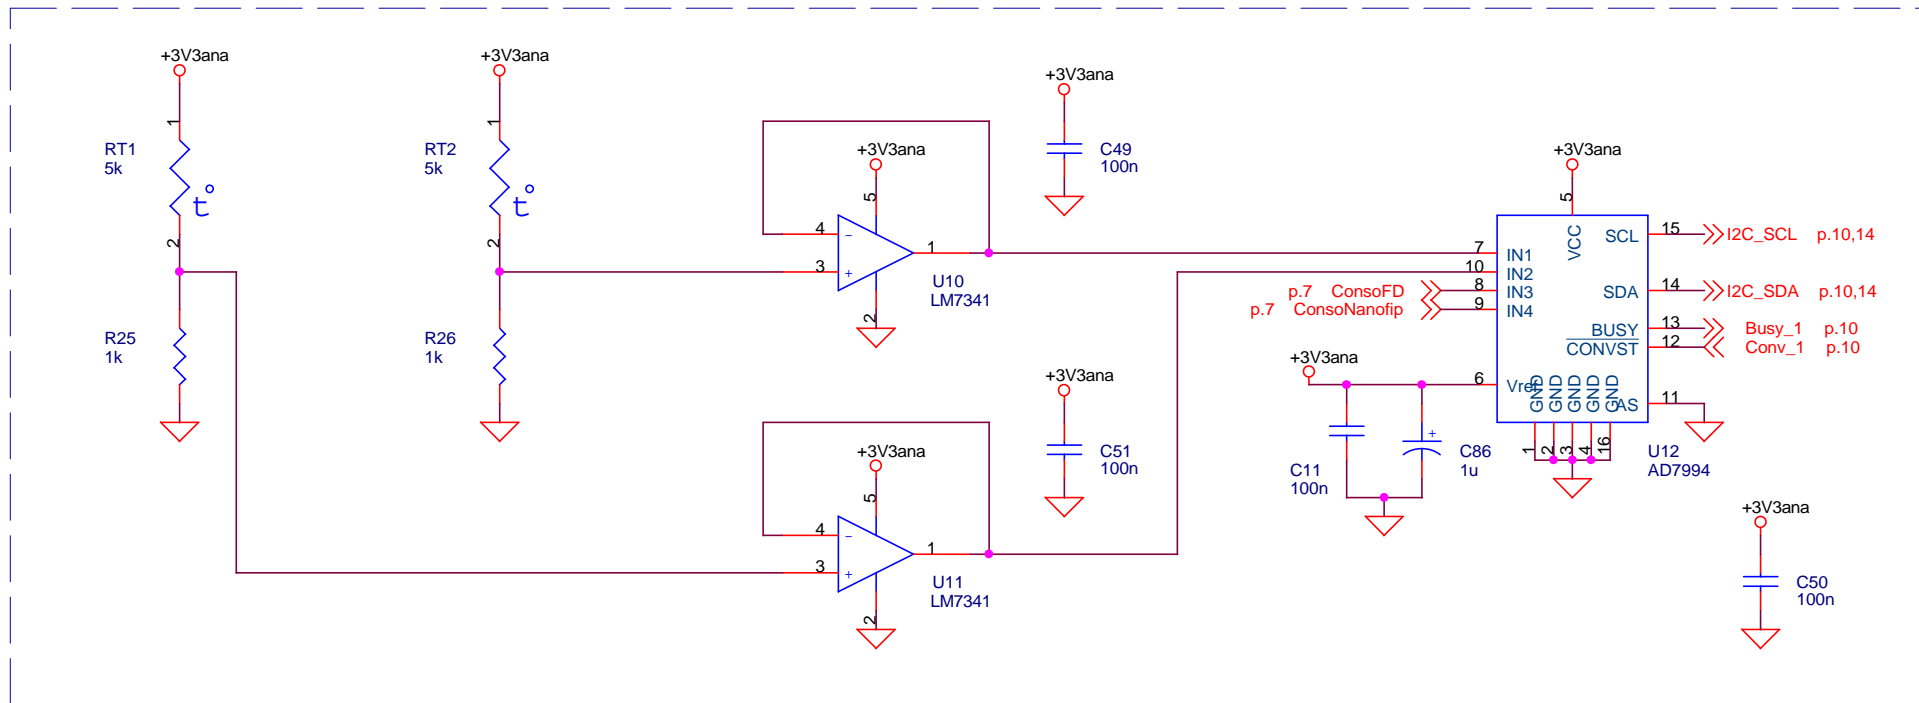 +3V3ana
+3V3ana
+3V3ana
+3V3ana
+3V3ana
1
1
RT1
5k
t°
2
RT2
5k
t°
2
C49
100n
5
4
3
1
2
U10
LM7341
R25
1k
R26
1k
5
VCC
7 IN1
10 IN2
8 IN3
9 IN4
6 Vref
SCL 15
SDA 14
BUSY 13
CONVST 12
AS 11
GND GND GND GND GND
1 2 3 4 16
U12
AD7994
I2C_SCL p.10,14
I2C_SDA p.10,14
Busy_1 p.10
Conv_1 p.10
p.7 ConsoFD
p.7 ConsoNanofip
+3V3ana
C11
100n
+
C86
1u
+3V3ana
C51
100n
+3V3ana
5
4
3
1
2
U11
LM7341
+3V3ana
C50
100n